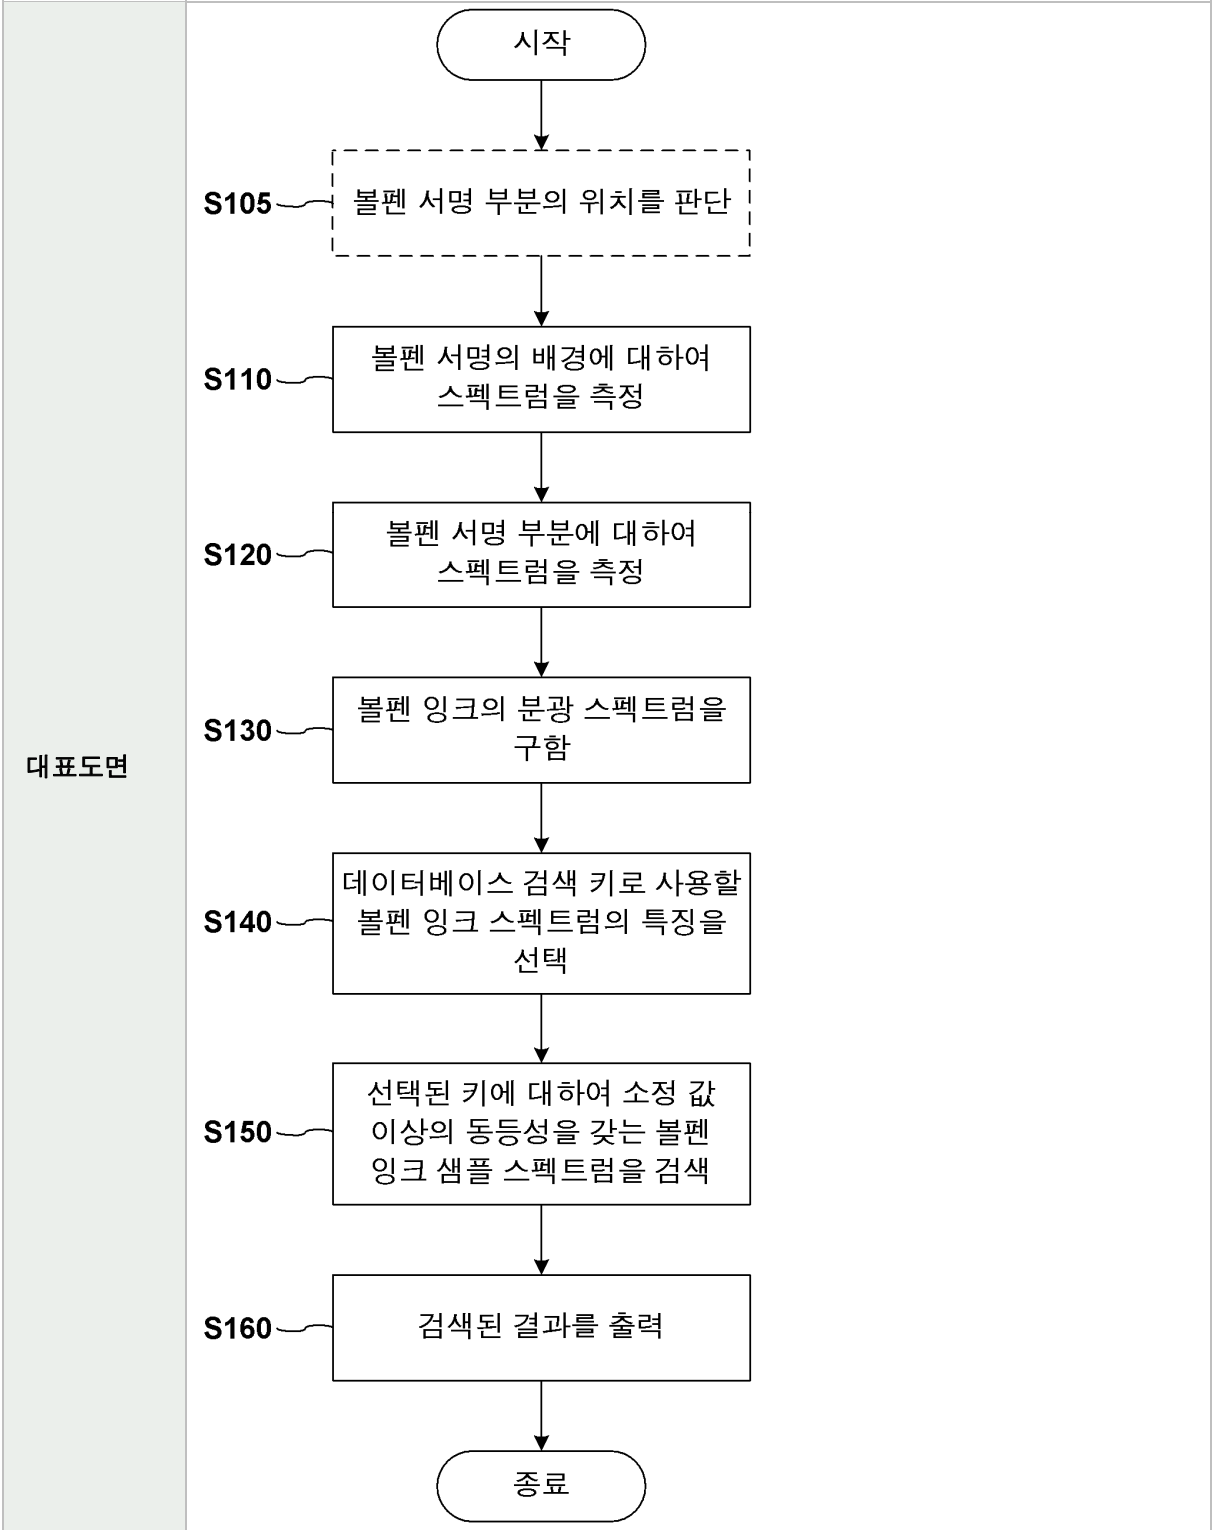 대표도면
시작
S105
볼펜 서명 부분의 위치를 판단
S110
볼펜 서명의 배경에 대하여
스펙트럼을 측정
S120
볼펜 서명 부분에 대하여
스펙트럼을 측정
S130
볼펜 잉크의 분광 스펙트럼을
구함
S140
데이터베이스 검색 키로 사용할
볼펜 잉크 스펙트럼의 특징을
선택
S150
선택된 키에 대하여 소정 값
이상의 동등성을 갖는 볼펜
잉크 샘플 스펙트럼을 검색
S160
검색된 결과를 출력
종료